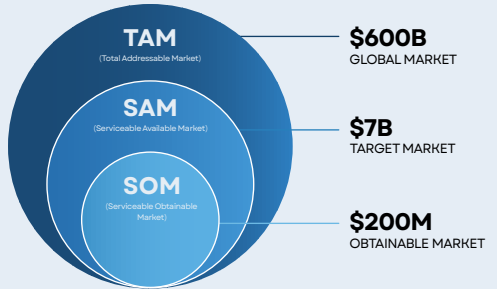 TAM
(Total Addressable Market)
$600B
GLOBAL MARKET
SAM
(Serviceable Available Market)
$7B
TARGET MARKET
SOM
(Serviceable Obtainable
Market)
$200M
OBTAINABLE MARKET